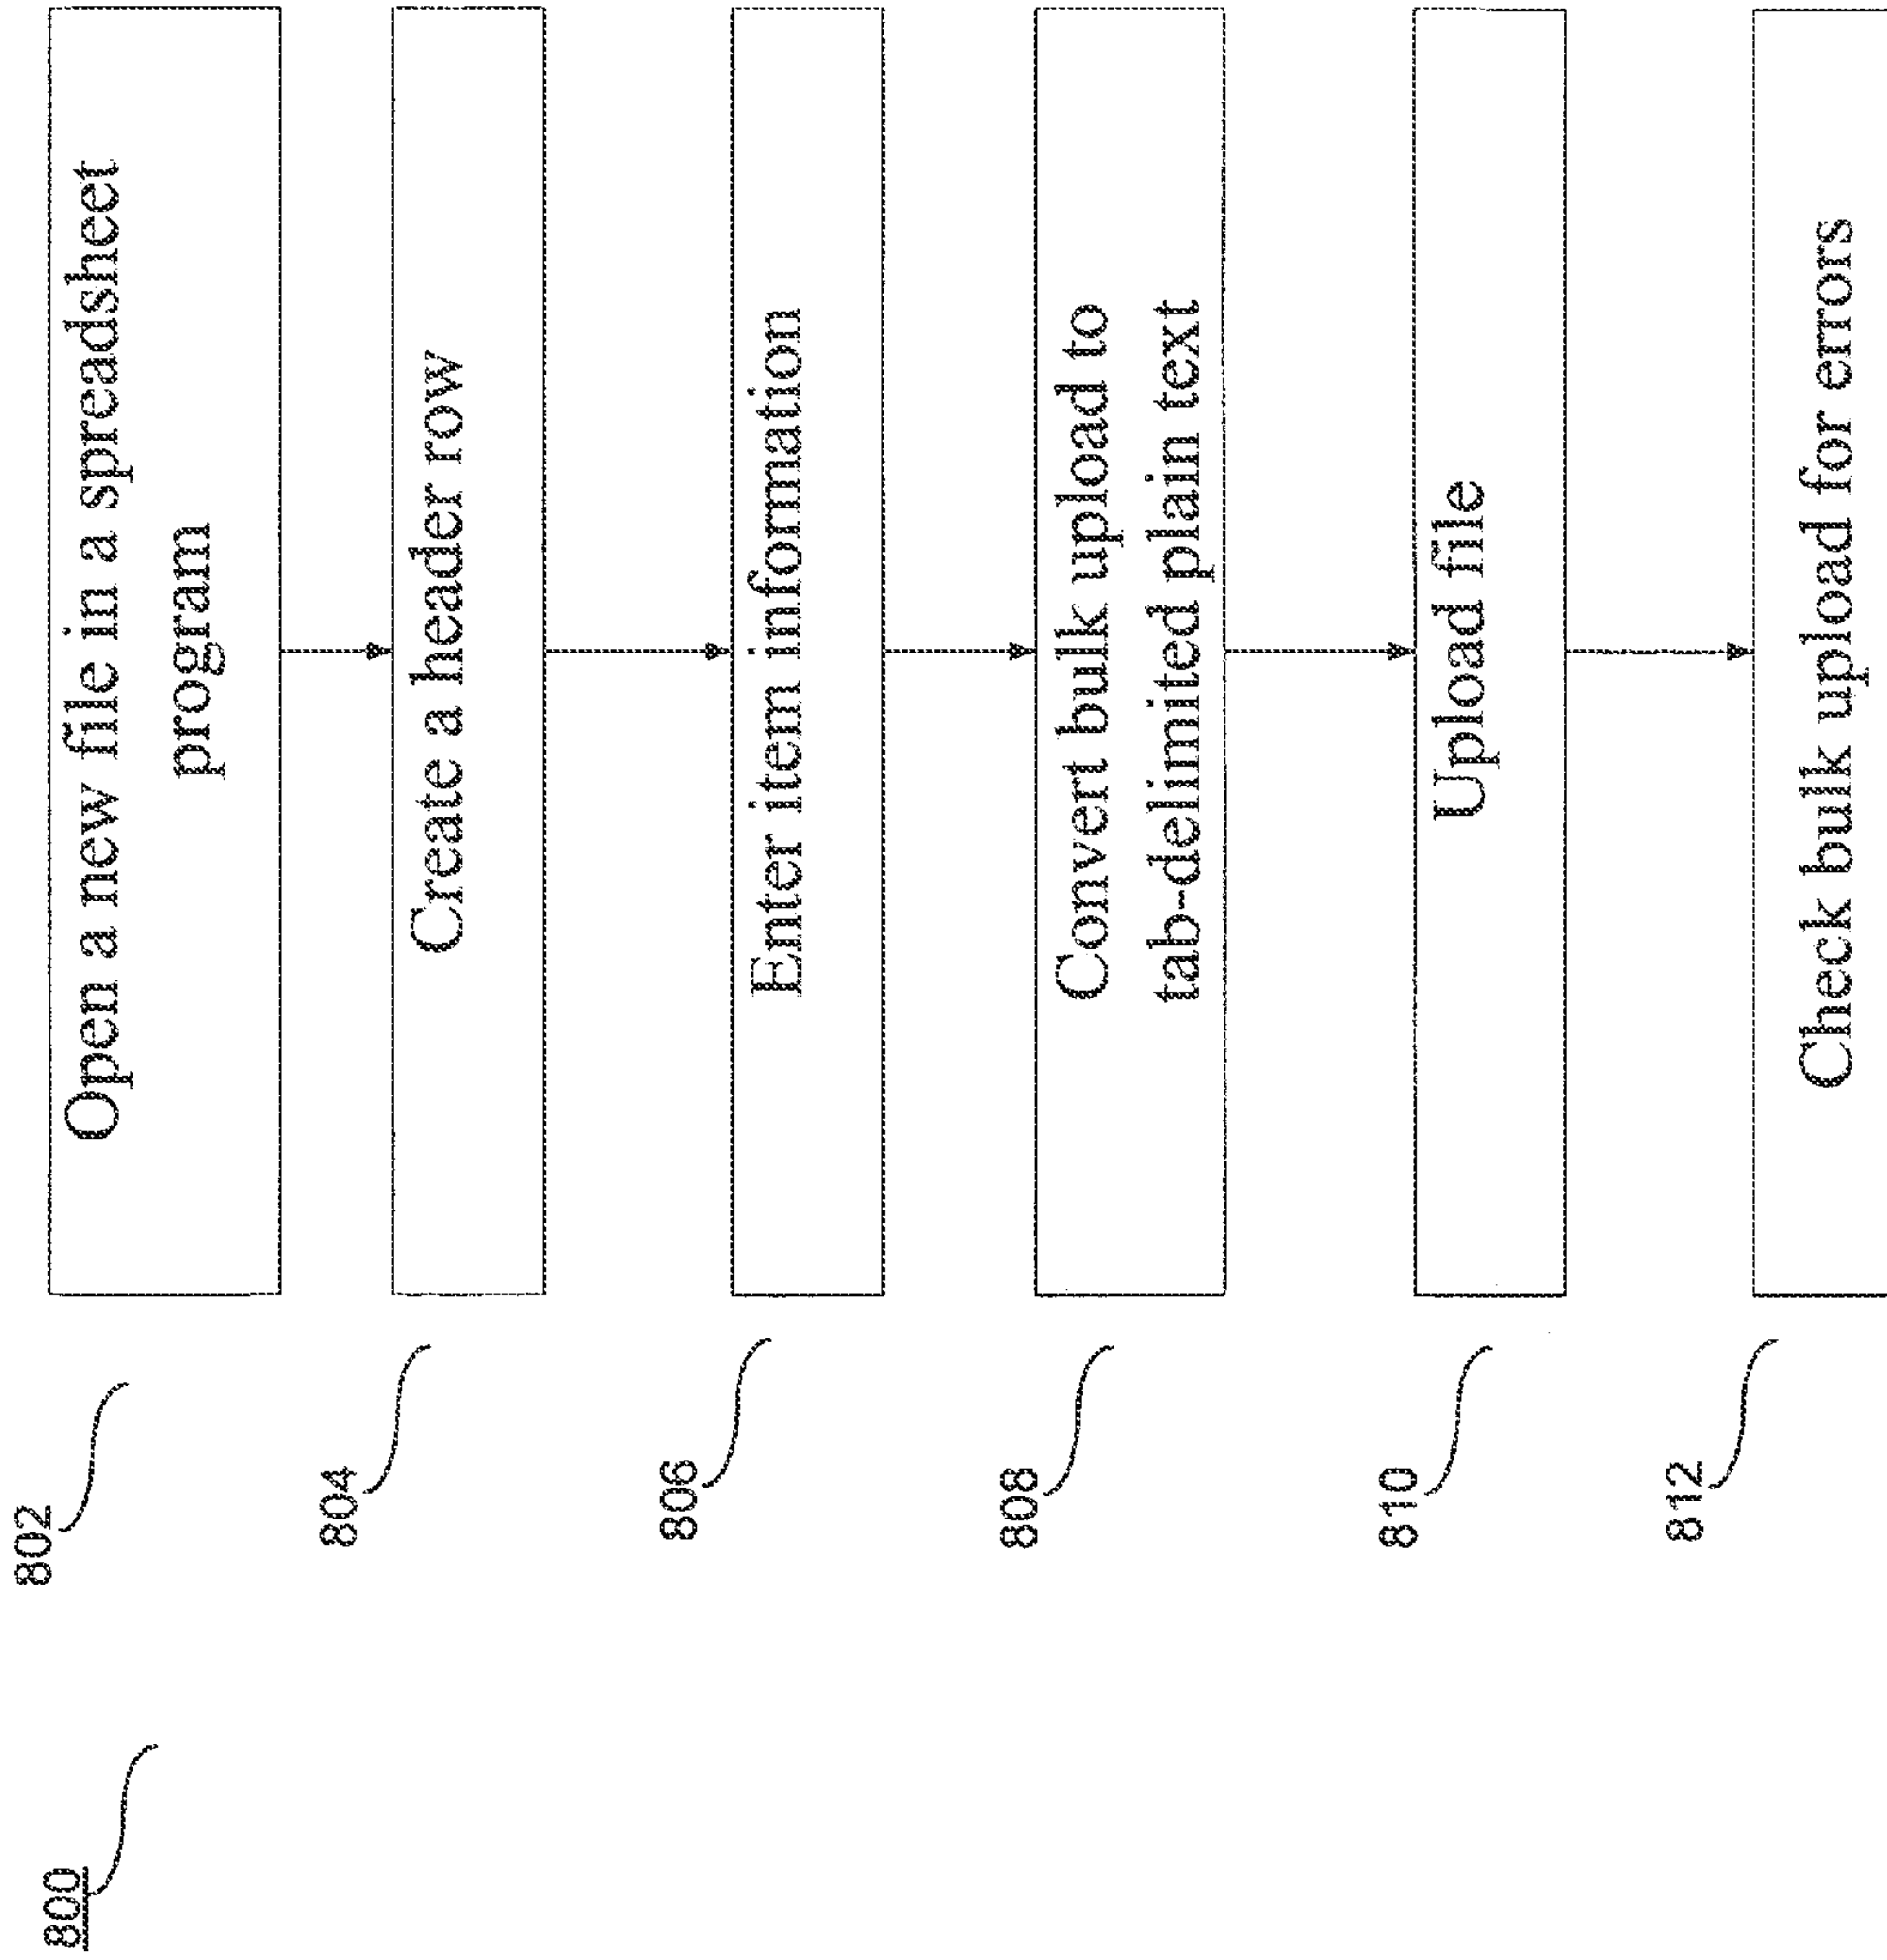 800
802
Open a new file in a spreadsheet
program
804
Create a header row
806
Enter item information
808
Convert bulk upload to
tab-delimited plain text
810
Upload file
812
Check bulk upload for errors